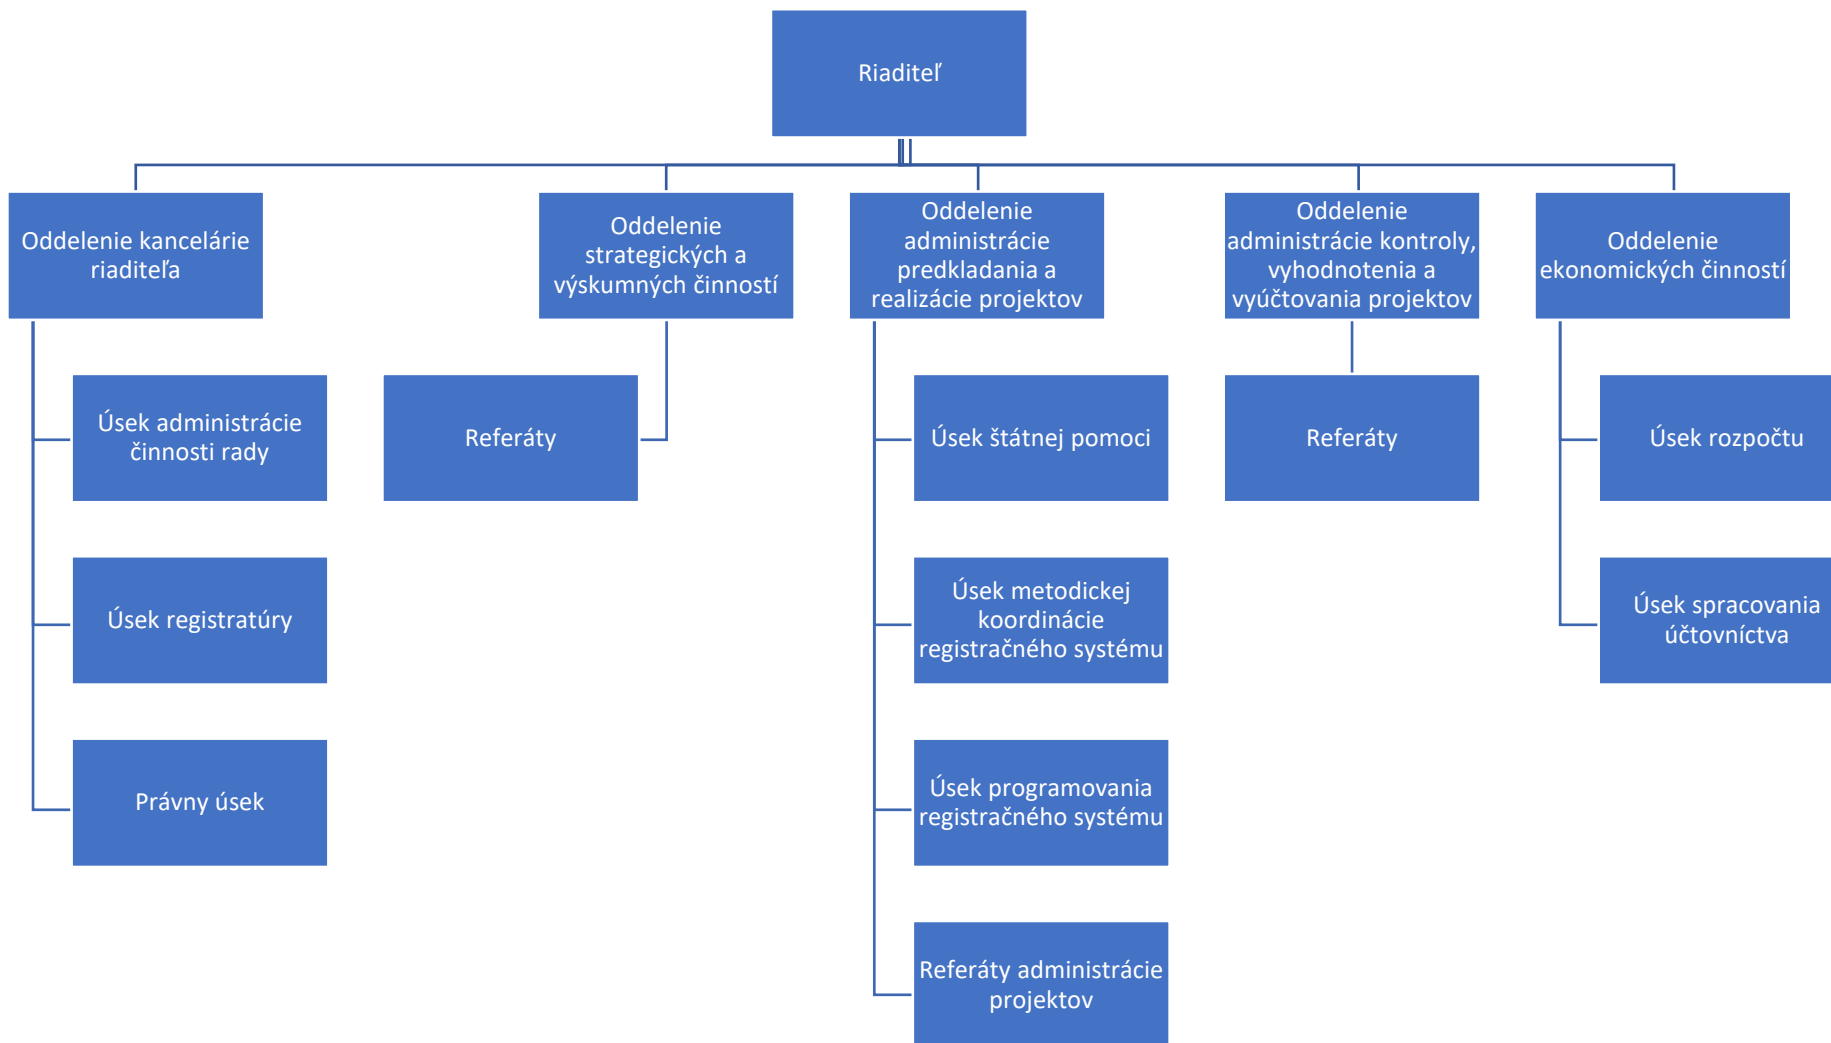 Riaditeľ
Oddelenie kancelárie
riaditeľa
Oddelenie
strategických a
výskumných činností
Oddelenie
administrácie
predkladania a
realizácie projektov
Oddelenie
administrácie kontroly,
vyhodnotenia a
vyúčtovania projektov
Oddelenie
ekonomických činností
Úsek administrácie
činnosti rady
Referáty
Úsek štátnej pomoci
Referáty
Úsek rozpočtu
Úsek registratúry
Úsek metodickej
koordinácie
registračného systému
Úsek spracovania
účtovníctva
Právny úsek
Úsek programovania
registračného systému
Referáty administrácie
projektov